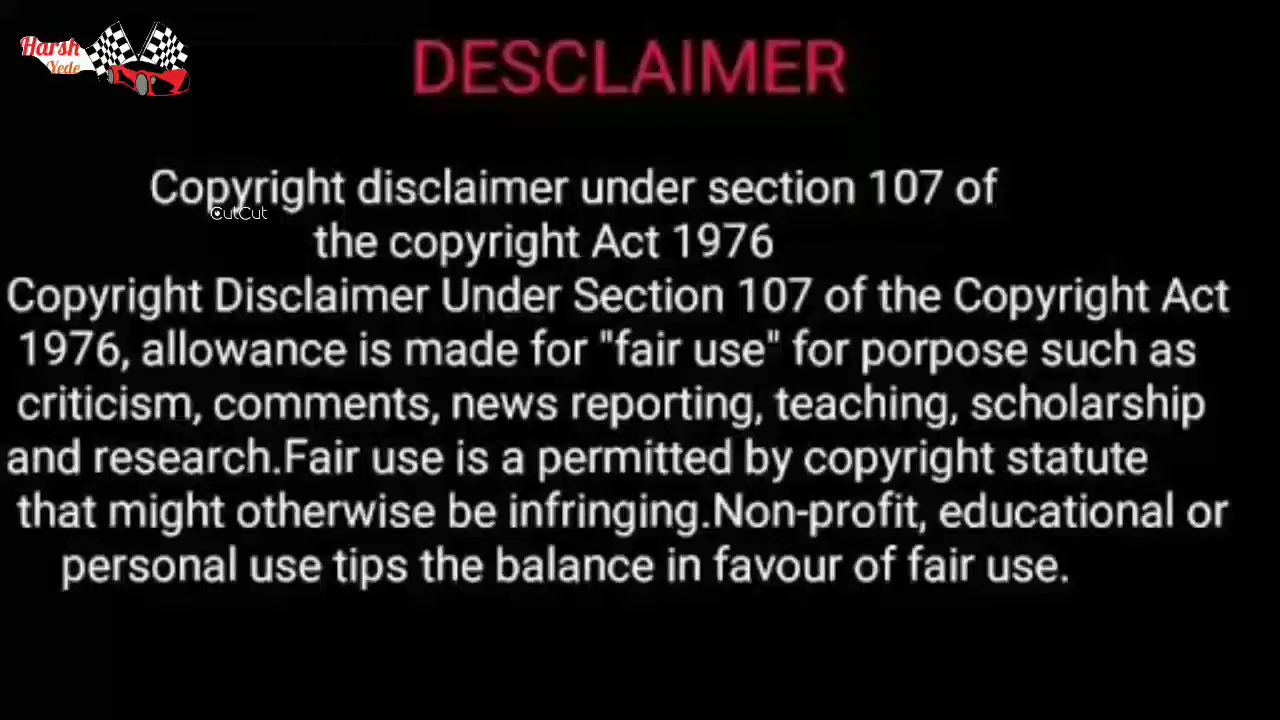 Harsh
Yede
DESCLAIMER
Copyright disclaimer under section 107 of
©utCut
the copyright Act 1976
Copyright Disclaimer Under Section 107 of the Copyright Act
1976, allowance is made for "fair use" for porpose such as
criticism, comments, news reporting, teaching, scholarship
and research.Fair use is a permitted by copyright statute
that might otherwise be infringing.Non-profit, educational or
personal use tips the balance in favour of fair use.